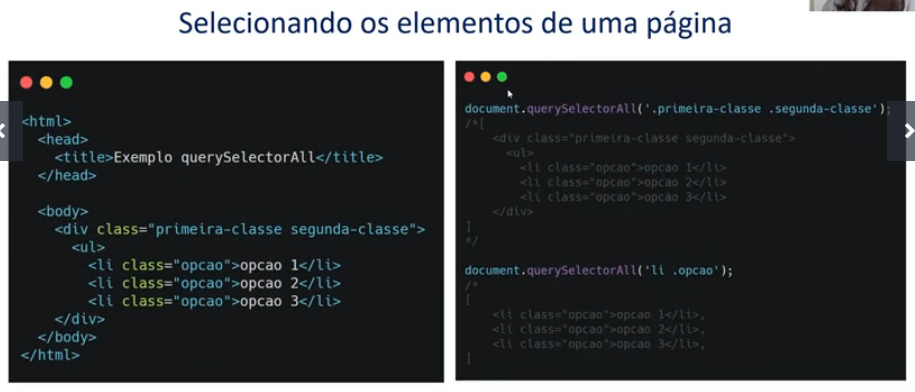 Selecionando os elementos de uma página
<html>
<head>
<title>Exemplo querySelectorAll</title>
</head>
<body>
<div class="primeira-classe segunda-classe">
<ul>
<li class="opcao">opcao 1</li>
<li class="opcao">opcao 2</li>
<li class="opcao">opcao 3</li>
</div>
</body>
</html>
document.querySelectorAll('.primeira-classe .segunda-classe');
/*[
<div class="primeira-classe segunda-classe">
<ul>
<li class="opcao">opcao 1</li>
<li class="opcao">opcao 2</li>
<li class="opcao">opcao 3</li>
</div>
]
*/
document.querySelectorAll('li .opcao');
/*
[
<li class="opcao">opcao 1</li>,
<li class="opcao">opcao 2</li>,
<li class="opcao">opcao 3</li>,
]